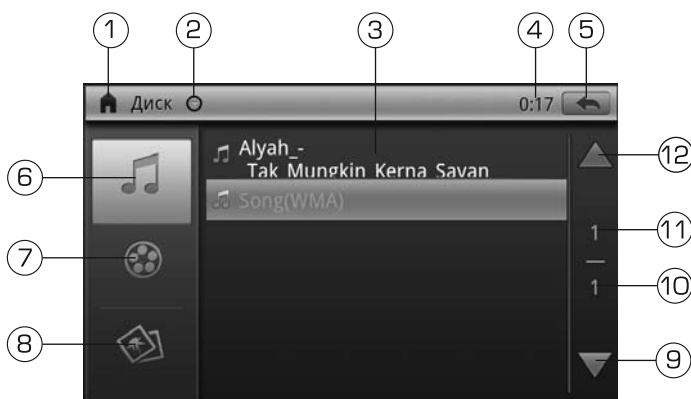 1 2 3 4 5
Диск 0:17
Alyah_-
Tak Mungkin Kerna Sayan
Song(WMA)
6
7
8
12
11
1
1
10
9